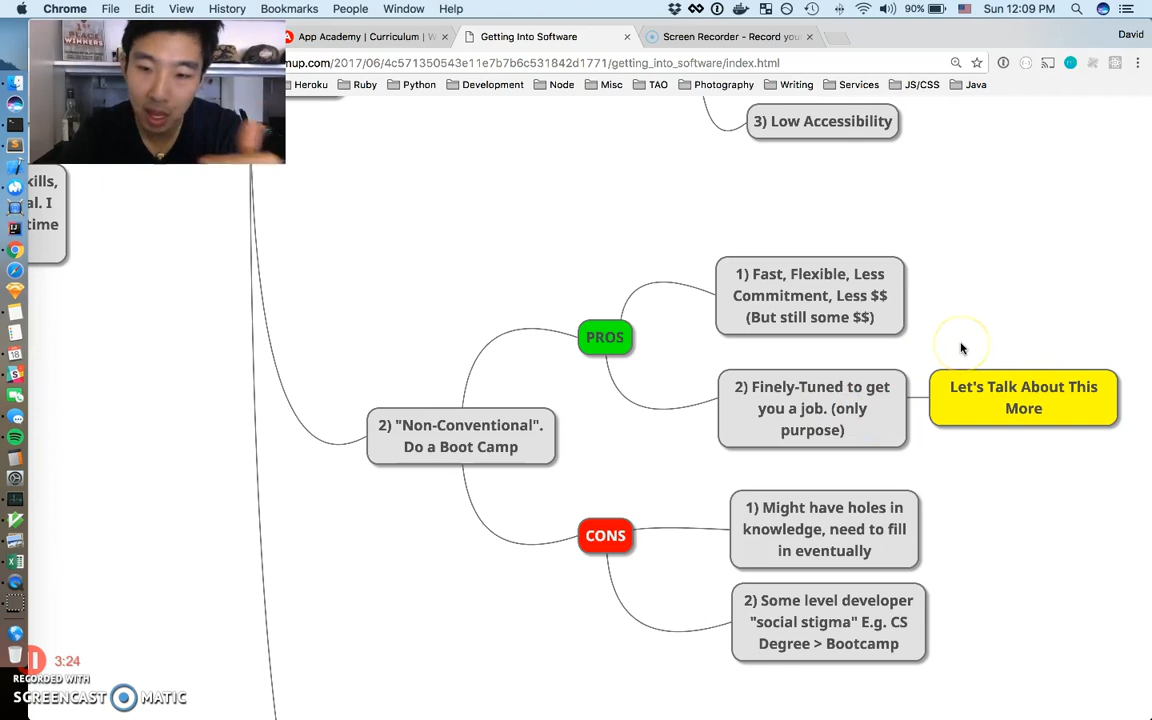 Chrome File Edit View History Bookmarks People Window Help
90% Sun 12:09 PM
App Academy | Curriculum | W
Getting Into Software
Screen Recorder - Record your
David
nup.com/2017/06/4c571350543e11e7b7b6c531842d1771/getting_into_software/index.html
Heroku Ruby Python Development Node Misc TAO Photography Writing Services JS/CSS Java
WINNERS
3) Low Accessibility
kills,
al. I
time
1) Fast, Flexible, Less
Commitment, Less $$
(But still some $$)
PROS
2) Finely-Tuned to get
you a job. (only
purpose)
Let's Talk About This
More
2) "Non-Conventional".
Do a Boot Camp
CONS
1) Might have holes in
knowledge, need to fill
in eventually
2) Some level developer
"social stigma" E.g. CS
Degree > Bootcamp
3:24
RECORDED WITH
SCREENCAST MATIC